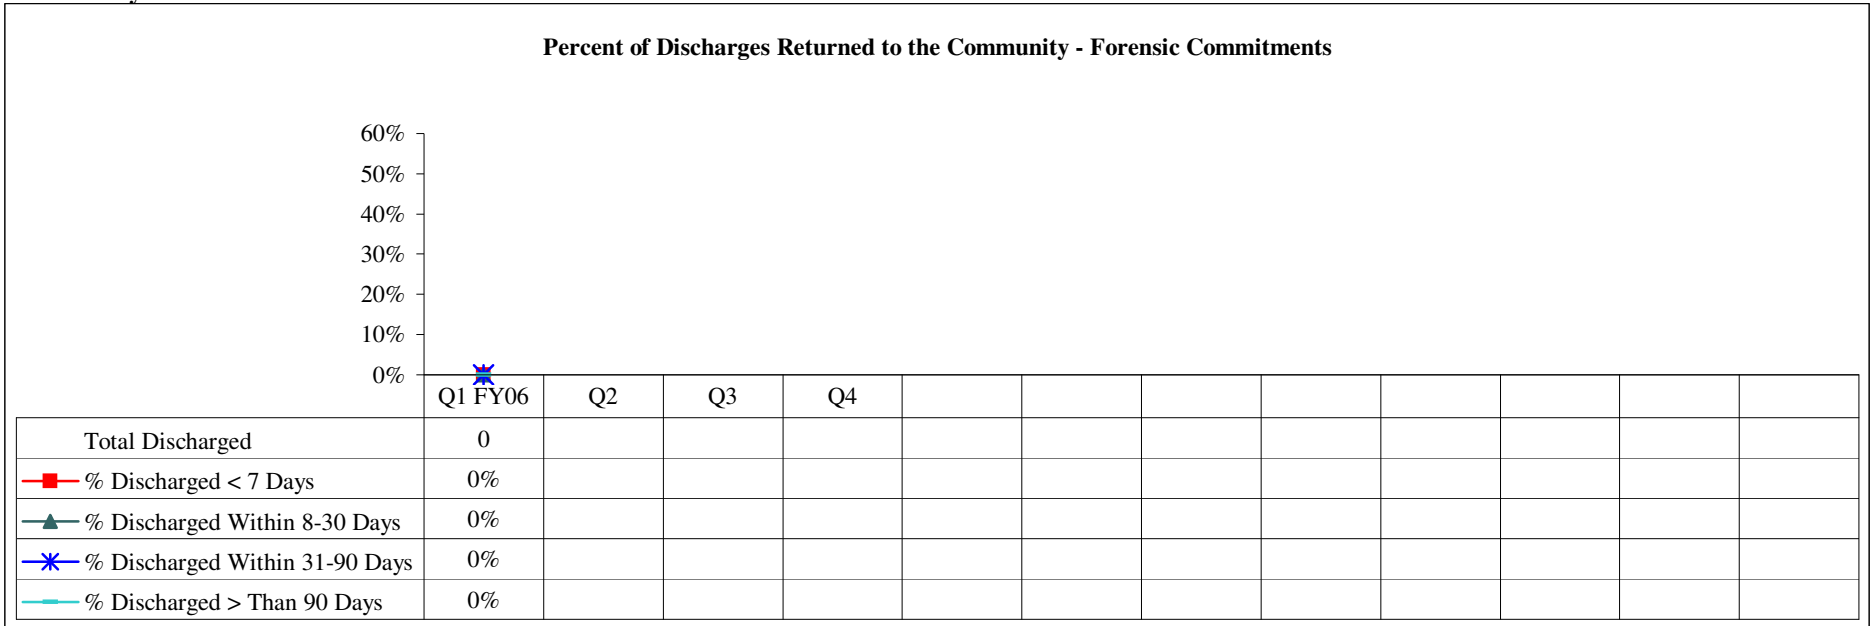 Percent of Discharges Returned to the Community - Forensic Commitments
60%
50%
40%
30%
20%
10%
0%
Q1 FY06 Q2 Q3 Q4
Total Discharged 0
% Discharged < 7 Days 0%
% Discharged Within 8-30 Days 0%
% Discharged Within 31-90 Days 0%
% Discharged > Than 90 Days 0%